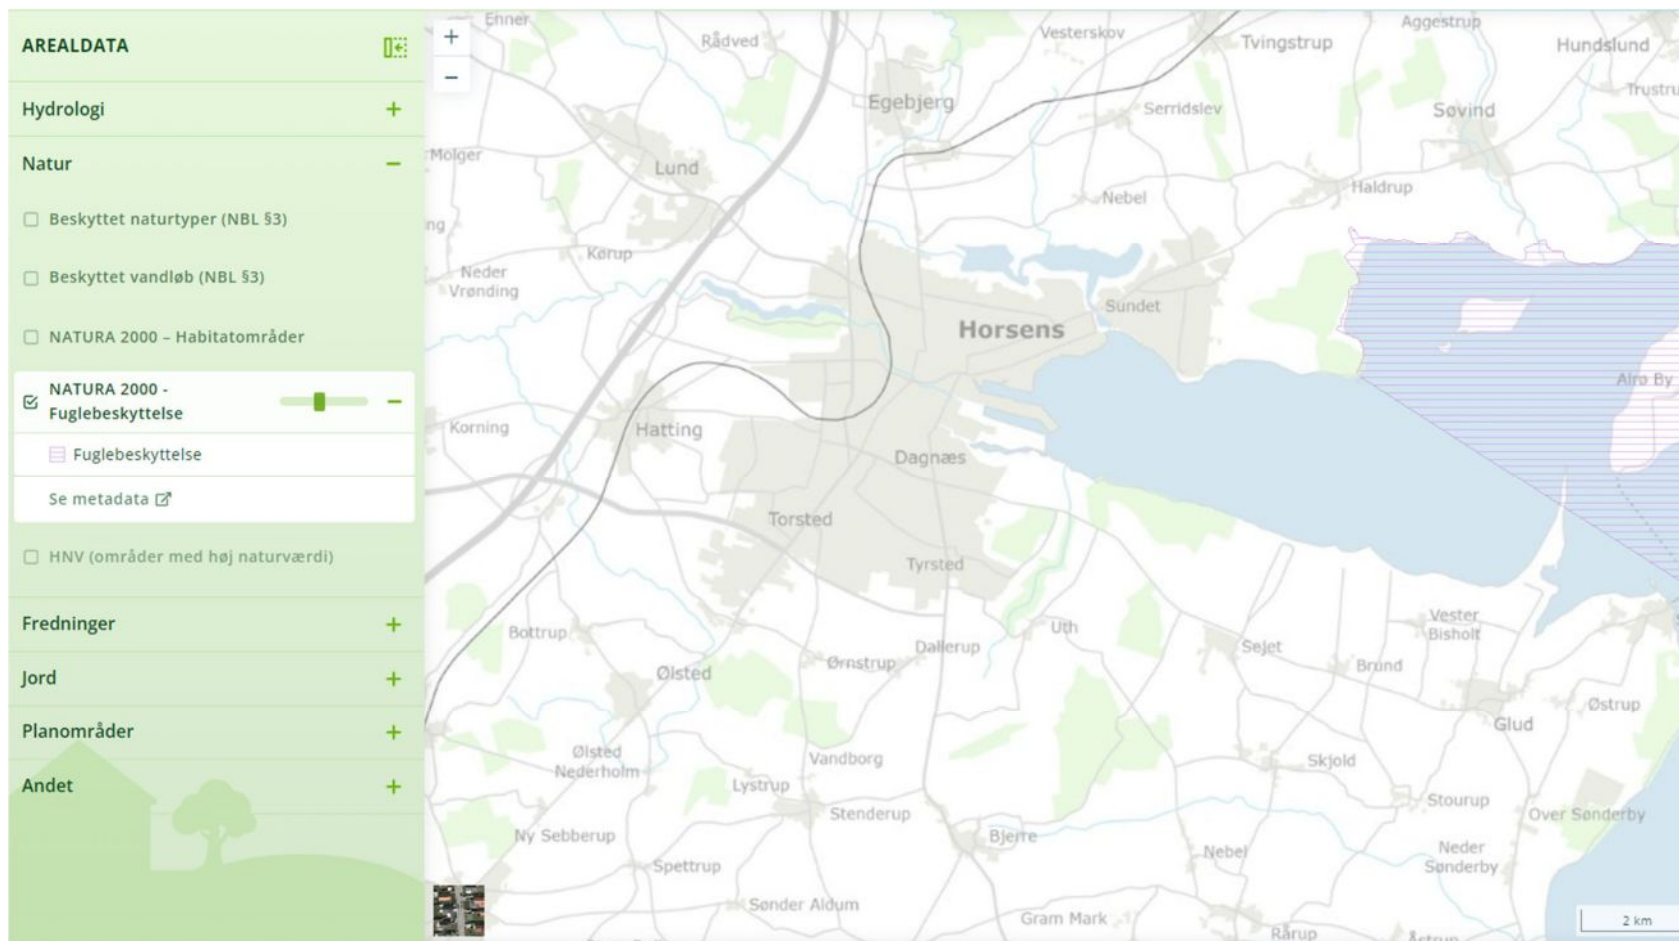 AREALDATA
Hydrologi
Natur
Beskyttet naturtyper (NBL §3)
Beskyttet vandløb (NBL §3)
NATURA 2000 – Habitatområder
NATURA 2000 -
Fuglebeskyttelse
Fuglebeskyttelse
Se metadata
HNV (områder med høj naturværdi)
Fredninger
Jord
Planområder
Andet
Enner
Rådved
Vesterskov
Tvingstrup
Aggestrup
Hundslund
Egebjerg
Serridslev
Søvind
Trustru
Molger
Lund
Nebel
Haldrup
ng
Kørup
Neder
Vrønding
Sundet
Horsens
Alrø By
Korning
Hatting
Dagnæs
Torsted
Tyrsted
Bottrup
Uth
Vester
Bisholt
Dallerup
Sejet
Ørnstrup
Brund
Ølsted
Østrup
Glud
Ølsted
Nederholm
Vandborg
Skjold
Lystrup
Stourup
Stenderup
Over Sønderby
Ny Sebberup
Bjerre
Nebel
Neder
Sønderby
Spettrup
Sønder Aldum
Gram Mark
Rårup
2 km